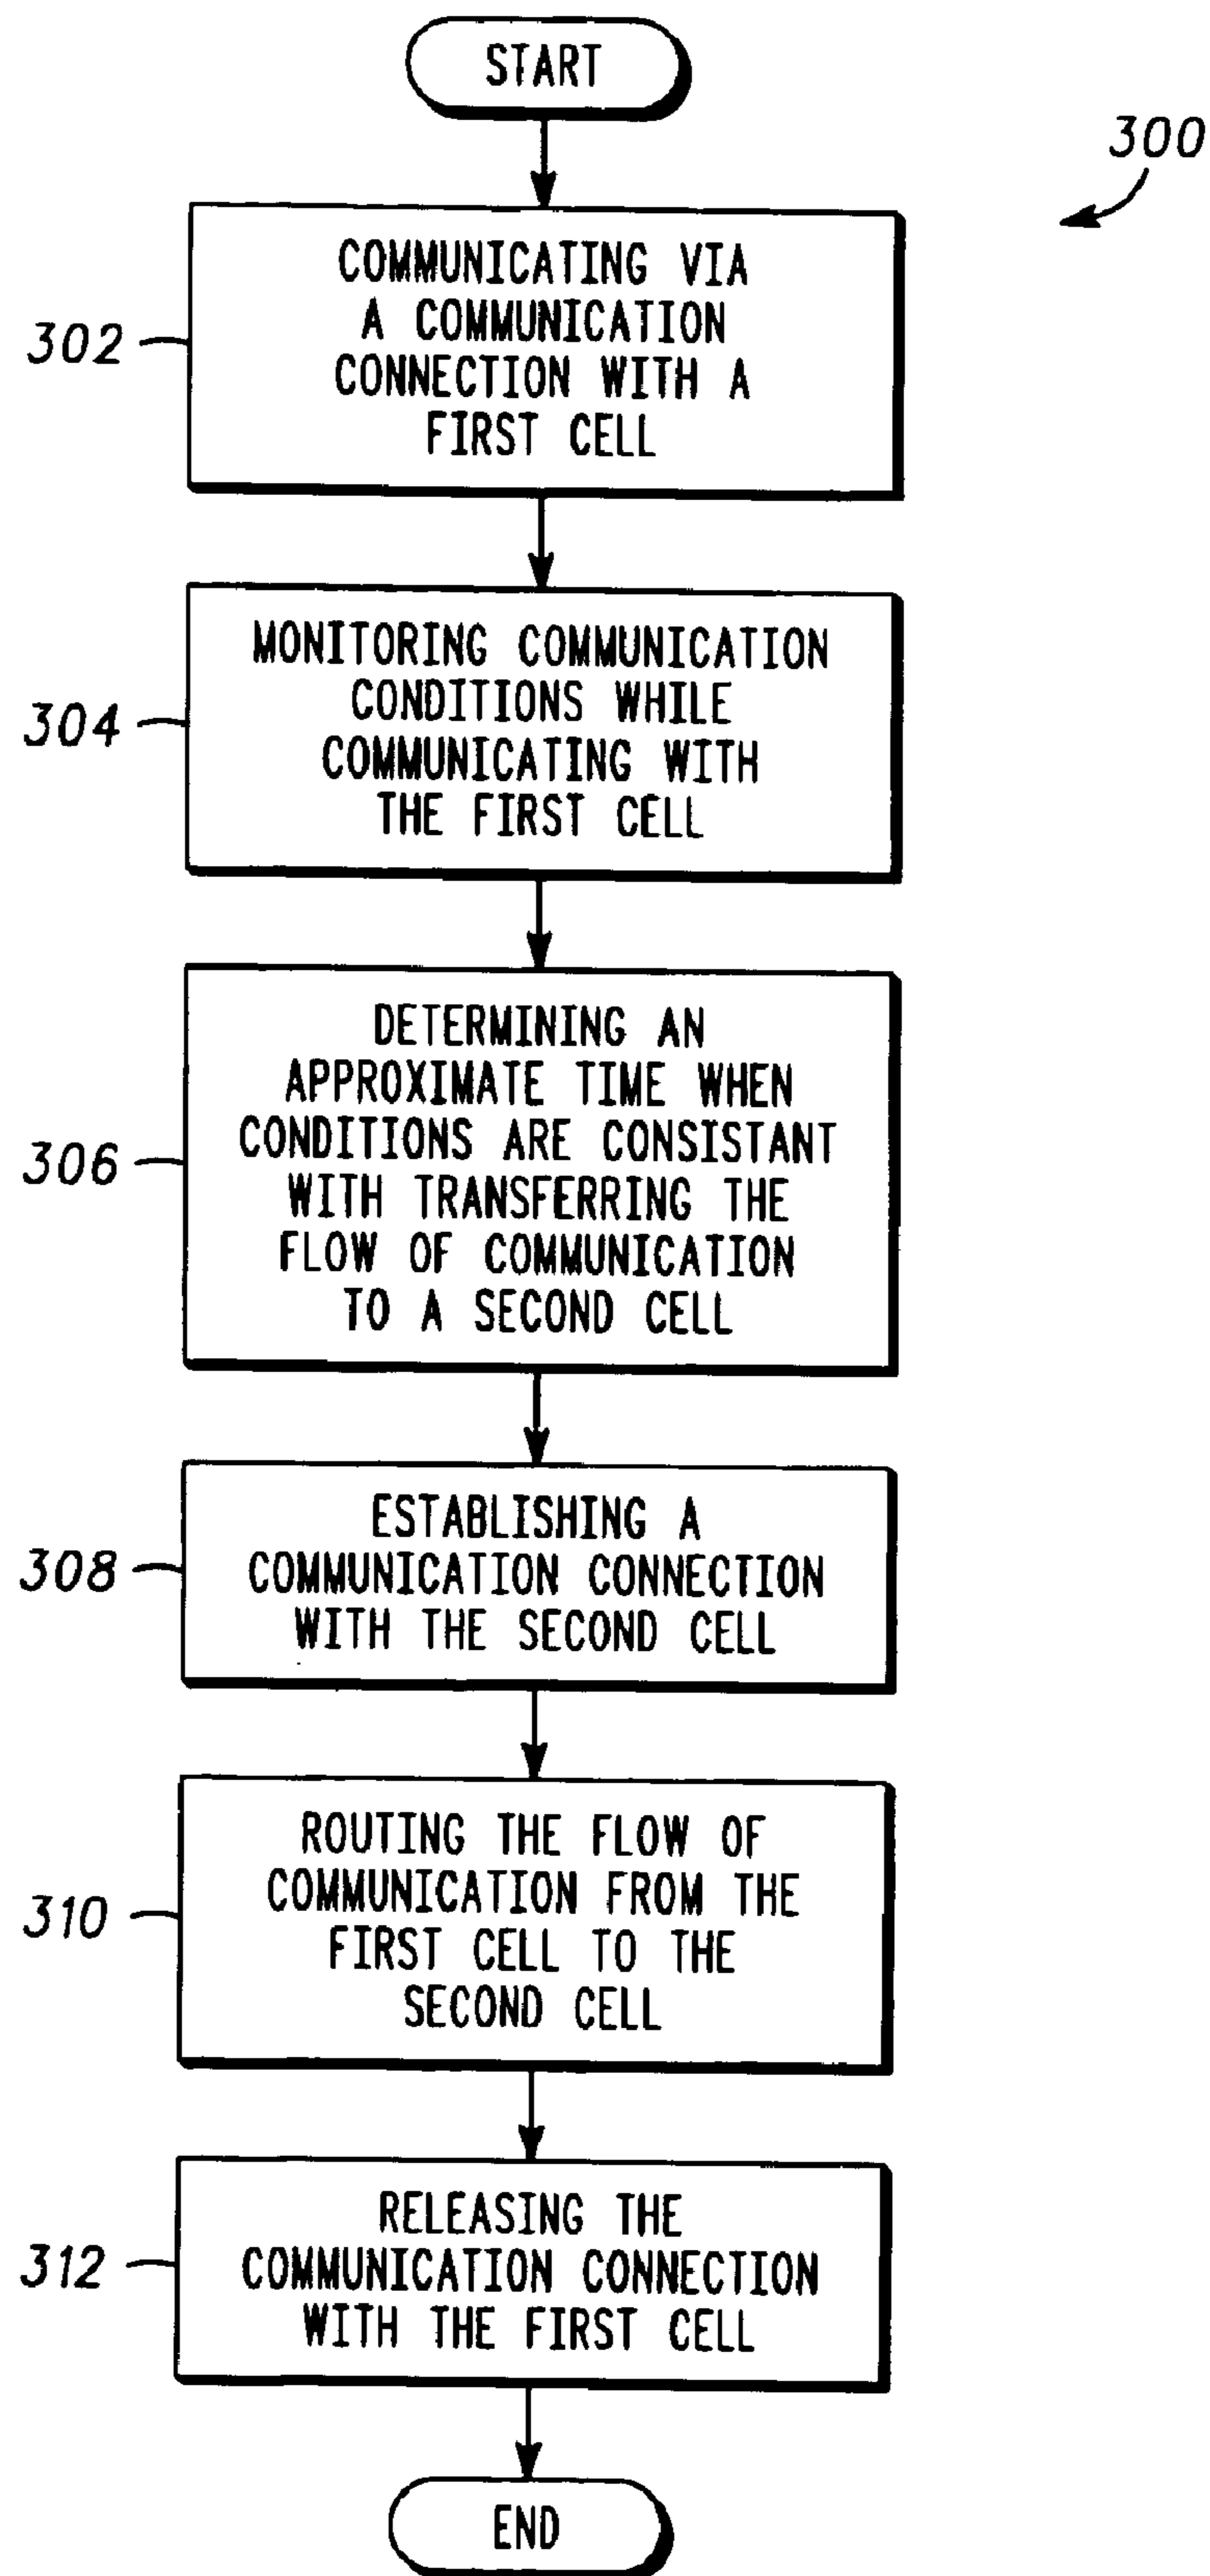 START
300
COMMUNICATING VIA
A COMMUNICATION
CONNECTION WITH A
FIRST CELL
302
MONITORING COMMUNICATION
CONDITIONS WHILE
COMMUNICATING WITH
THE FIRST CELL
304
DETERMINING AN
APPROXIMATE TIME WHEN
CONDITIONS ARE CONSISTANT
WITH TRANSFERRING THE
FLOW OF COMMUNICATION
TO A SECOND CELL
306
ESTABLISHING A
COMMUNICATION CONNECTION
WITH THE SECOND CELL
308
ROUTING THE FLOW OF
COMMUNICATION FROM THE
FIRST CELL TO THE
SECOND CELL
310
RELEASING THE
COMMUNICATION CONNECTION
WITH THE FIRST CELL
312
END